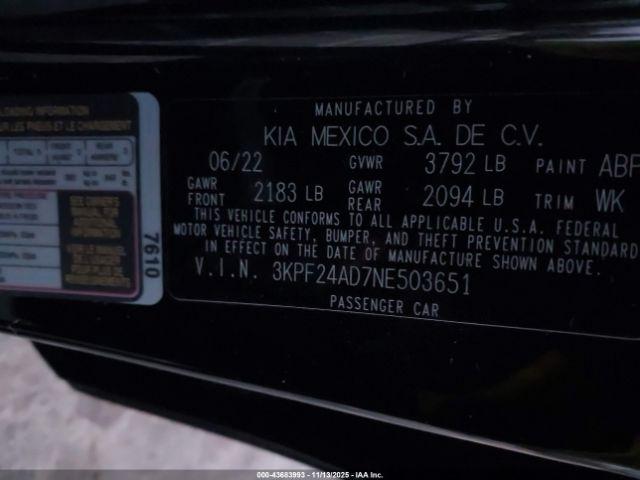 LOADING INFORMATION
7610
MANUFACTURED BY
KIA MEXICO S.A. DE C.V.
06/22 GVWR 3792 LB PAINT ABP
GAWR FRONT 2183 LB GAWR REAR 2094 LB TRIM WK
THIS VEHICLE CONFORMS TO ALL APPLICABLE U.S.A. FEDERAL
MOTOR VEHICLE SAFETY, BUMPER, AND THEFT PREVENTION STANDARD
IN EFFECT ON THE DATE OF MANUFACTURE SHOWN ABOVE.
V.I.N. 3KPF24AD7NE503651
PASSENGER CAR
000-43683993 - 11/13/2025 - IAA, Inc.